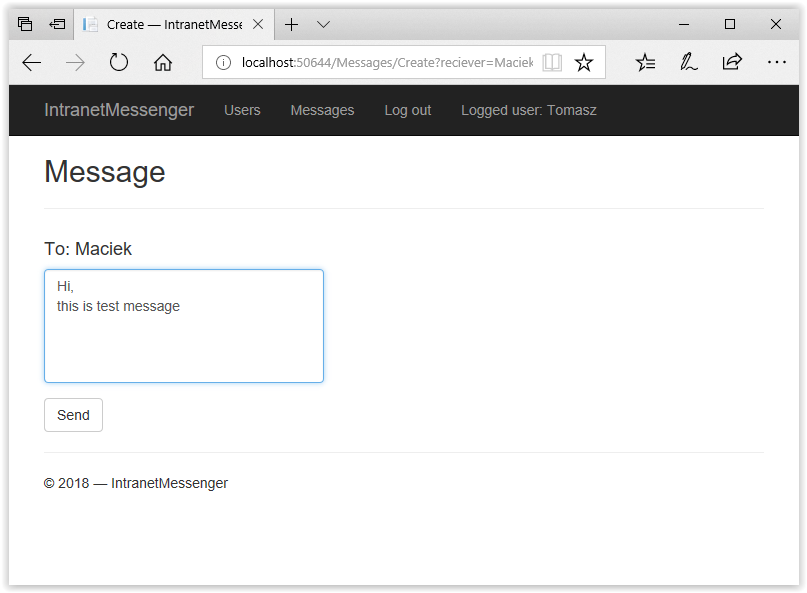 Create — IntranetMesse
localhost:50644/Messages/Create?reciever=Maciek
IntranetMessenger Users Messages Log out Logged user: Tomasz
Message
To: Maciek
Hi,
this is test message
Send
© 2018 — IntranetMessenger